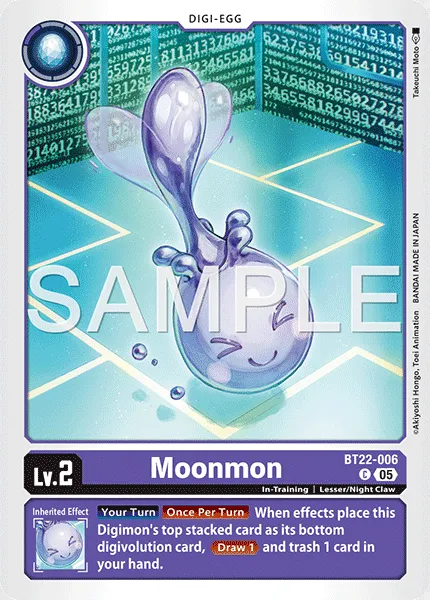 DIGI-EGG
Takeuchi Moto
SAMPLE
©Akiyoshi Hongo, Toei Animation BANDAI MADE IN JAPAN
Lv.2
Moonmon
BT22-006
C 05
In-Training | Lesser/Night Claw
Inherited Effect
Your Turn Once Per Turn When effects place this
Digimon's top stacked card as its bottom
digivolution card, Draw 1 and trash 1 card in
your hand.